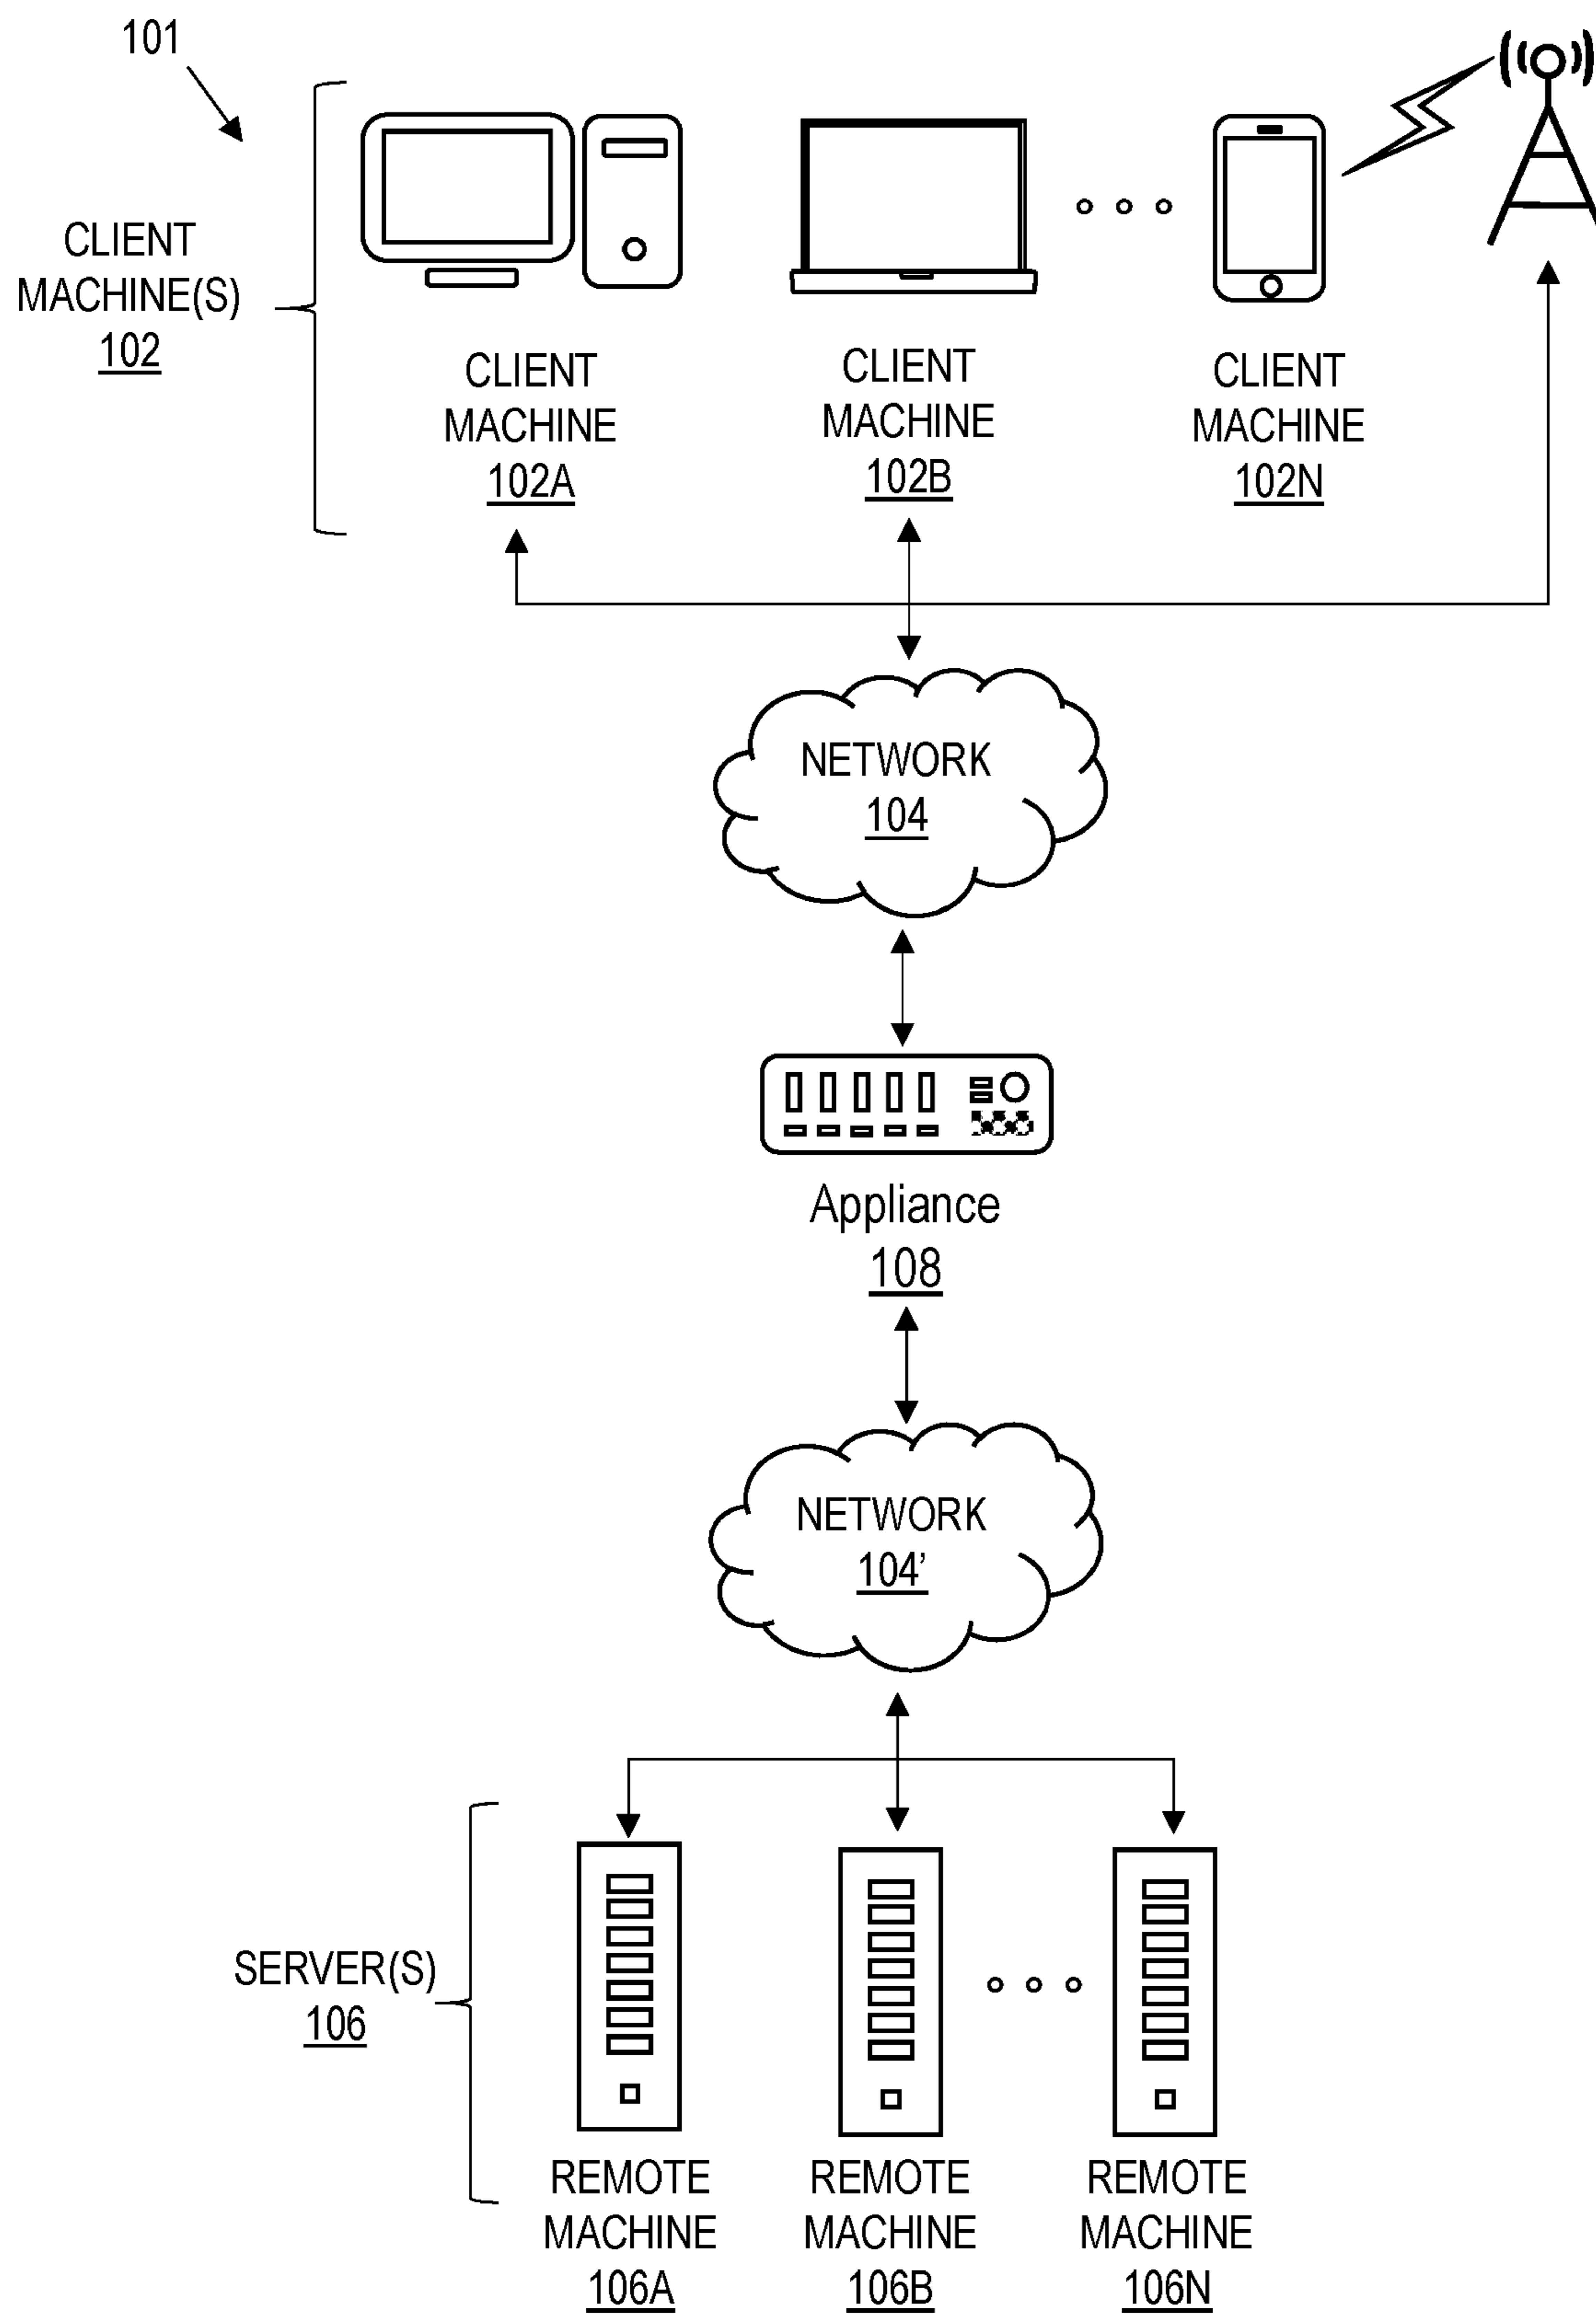 101
CLIENT
MACHINE(S)
102
CLIENT
MACHINE
102A
CLIENT
MACHINE
102B
CLIENT
MACHINE
102N
NETWORK
104
Appliance
108
NETWORK
104’
SERVER(S)
106
REMOTE
MACHINE
106A
REMOTE
MACHINE
106B
REMOTE
MACHINE
106N